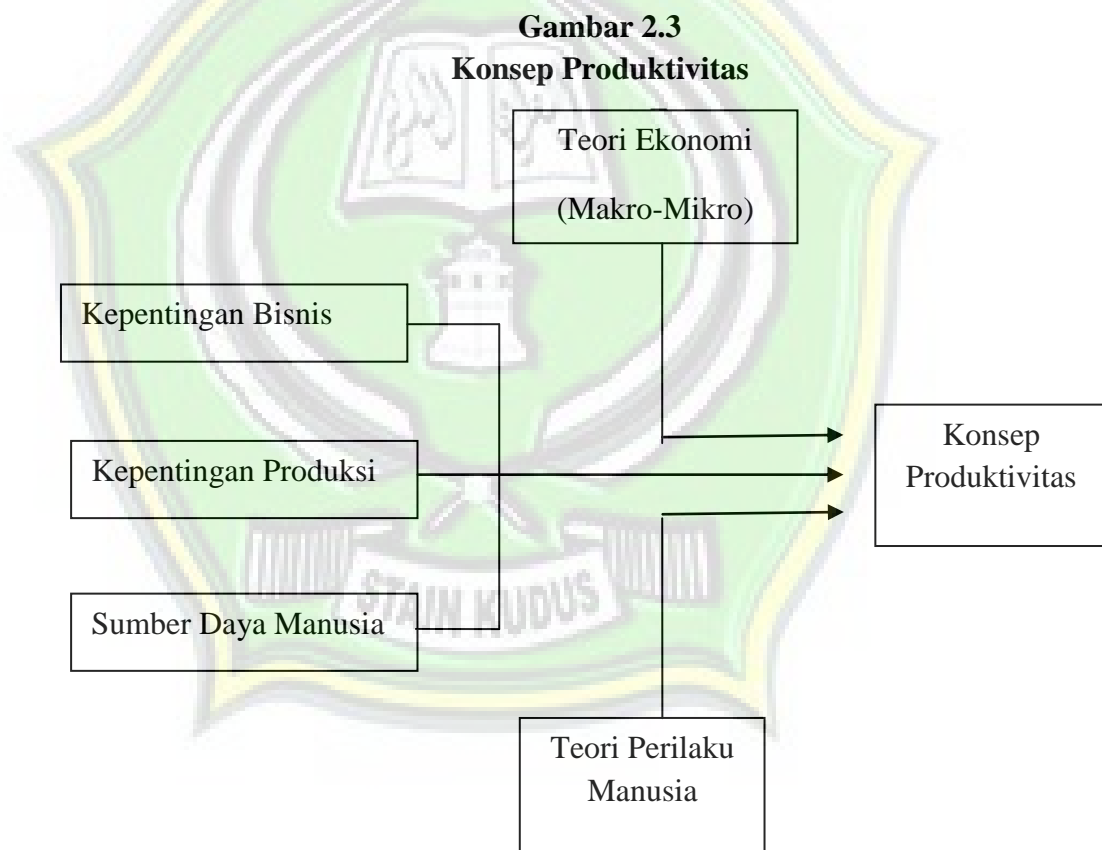 Gambar 2.3
Konsep Produktivitas
Teori Ekonomi
(Makro-Mikro)
Kepentingan Bisnis
Kepentingan Produksi
Konsep
Produktivitas
Sumber Daya Manusia
STAIN KUDUS
Teori Perilaku
Manusia